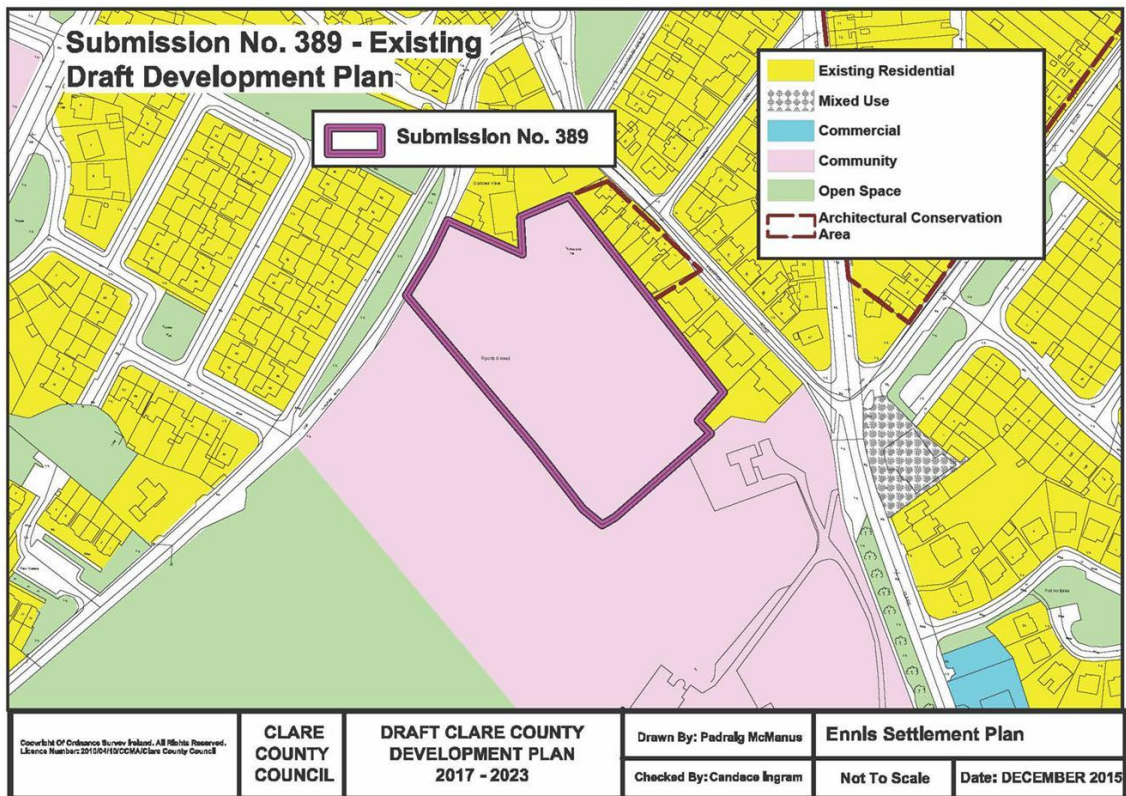 Submission No. 389 - Existing
Draft Development Plan
Submission No. 389
Existing Residential
Mixed Use
Commercial
Community
Open Space
Architectural Conservation
Area
Sports Ground
Copyright Of Ordnance Survey Ireland. All Rights Reserved.
Licence Number: 2010/04/10/CCMA/Clare County Council
CLARE
COUNTY
COUNCIL
DRAFT CLARE COUNTY
DEVELOPMENT PLAN
2017 - 2023
Drawn By: Padraig McManus
Checked By: Candace Ingram
Ennis Settlement Plan
Not To Scale
Date: DECEMBER 2015